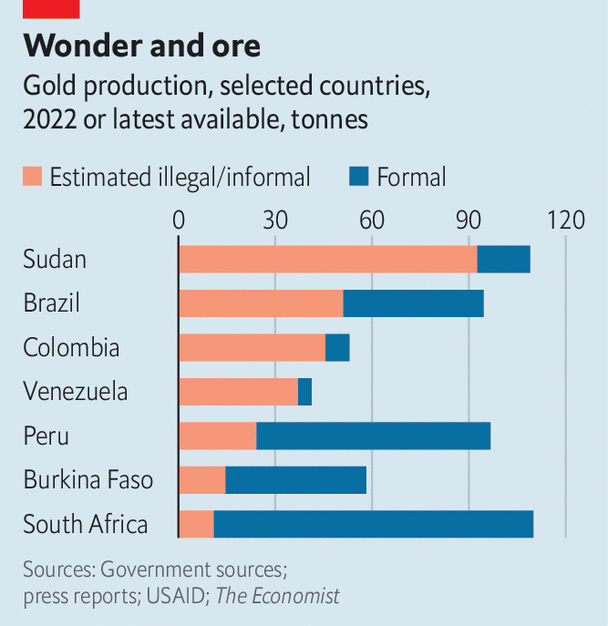 Wonder and ore
Gold production, selected countries,
2022 or latest available, tonnes
Estimated illegal/informal Formal
0 30 60 90 120
Sudan
Brazil
Colombia
Venezuela
Peru
Burkina Faso
South Africa
Sources: Government sources;
press reports; USAID; The Economist